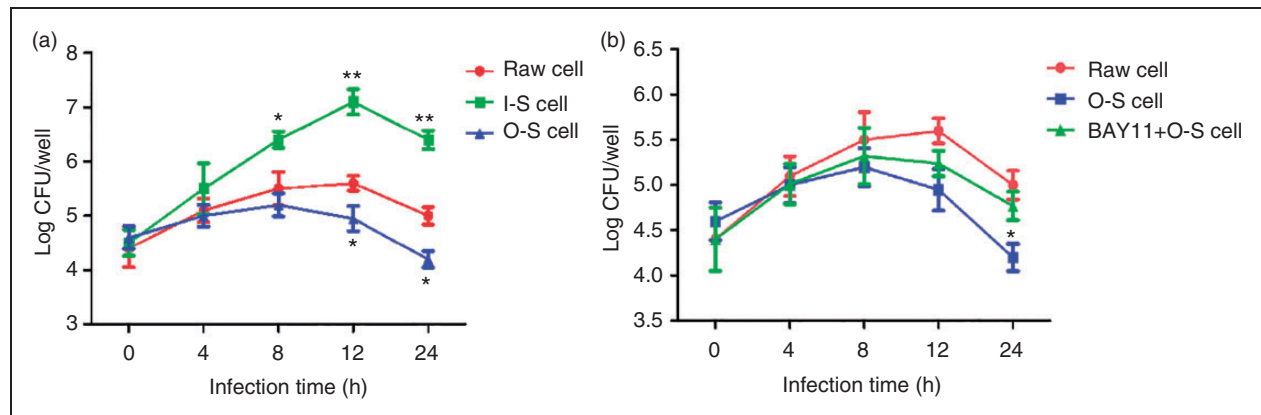 (a)
8
7
6
5
4
3
Log CFU/well
0 4 8 12 24
Infection time (h)
* ** **
* *
Raw cell
I-S cell
O-S cell
(b)
6.5
6.0
5.5
5.0
4.5
4.0
3.5
Log CFU/well
0 4 8 12 24
Infection time (h)
*
Raw cell
O-S cell
BAY11+O-S cell